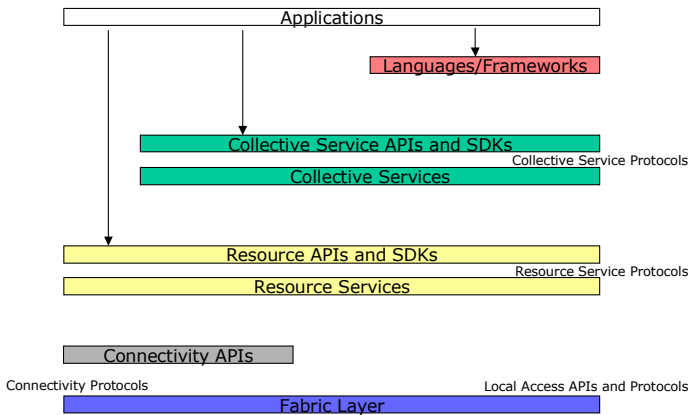 Applications
Languages/Frameworks
Collective Service APIs and SDKs
Collective Service Protocols
Collective Services
Resource APIs and SDKs
Resource Service Protocols
Resource Services
Connectivity APIs
Connectivity Protocols
Local Access APIs and Protocols
Fabric Layer